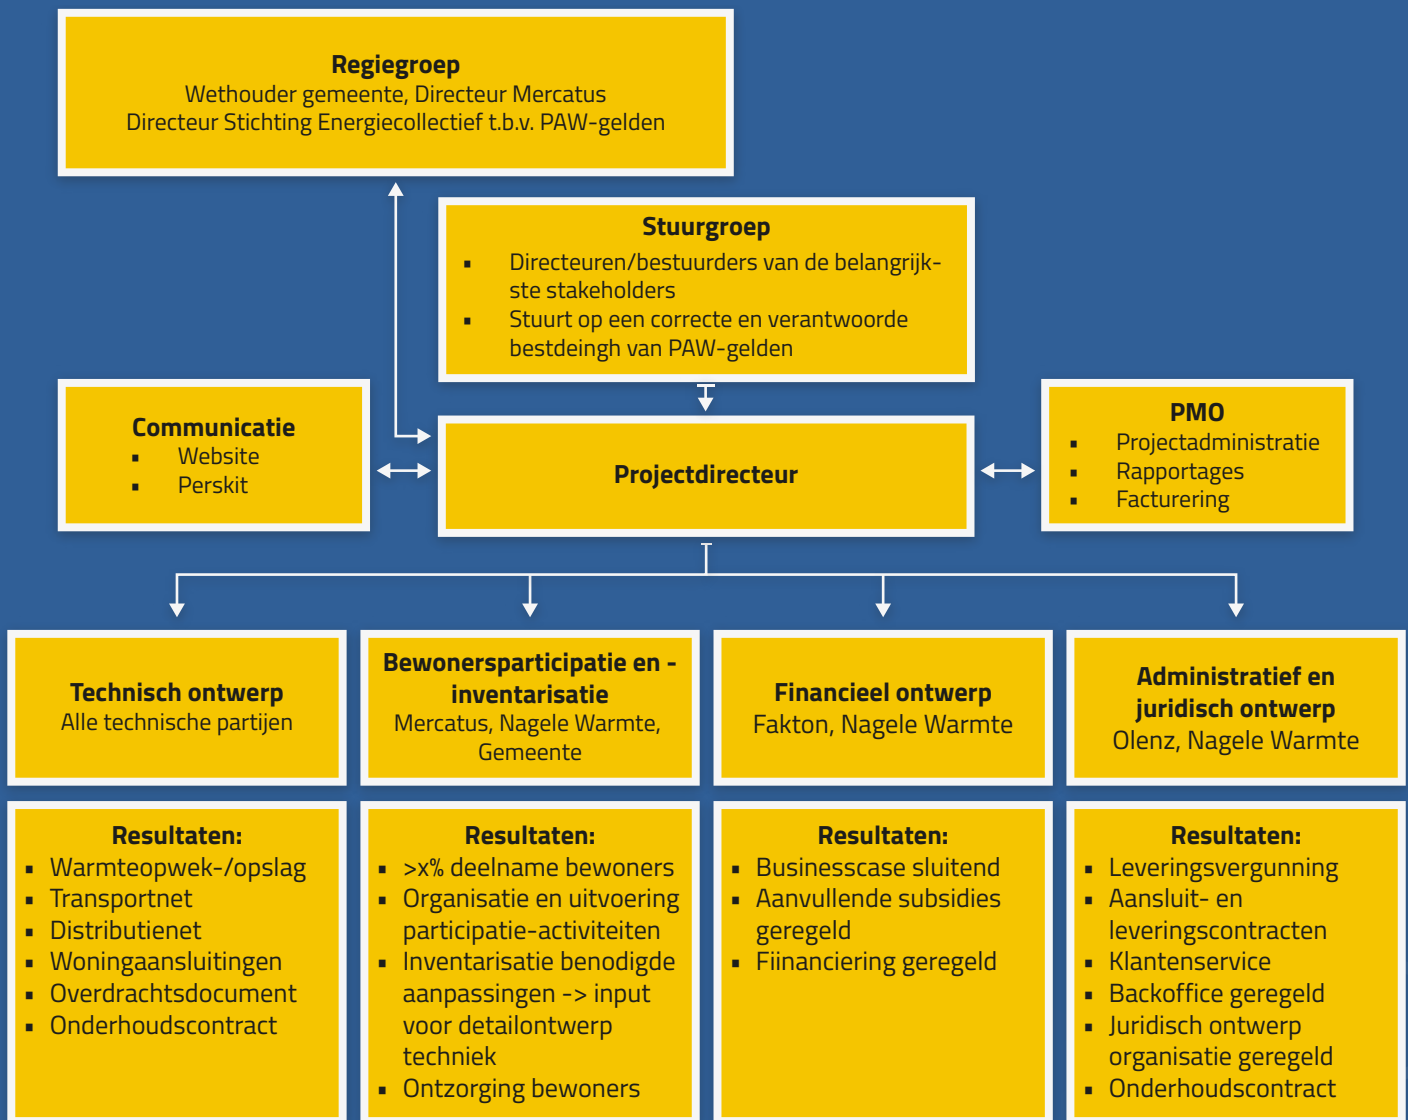 Regiegroep
Wethouder gemeente, Directeur Mercatus
Directeur Stichting Energiecollectief t.b.v. PAW-gelden
Stuurgroep
▪ Directeuren/bestuurders van de belangrijk-
ste stakeholders
▪ Stuurt op een correcte en verantwoorde
bestdeingh van PAW-gelden
Communicatie
▪ Website
▪ Perskit
Projectdirecteur
PMO
▪ Projectadministratie
▪ Rapportages
▪ Facturering
Technisch ontwerp
Alle technische partijen
Bewonersparticipatie en -
inventarisatie
Mercatus, Nagele Warmte,
Gemeente
Financieel ontwerp
Fakton, Nagele Warmte
Administratief en
juridisch ontwerp
Olenz, Nagele Warmte
Resultaten:
▪ Warmteopwek-/opslag
▪ Transportnet
▪ Distributienet
▪ Woningaansluitingen
▪ Overdrachtsdocument
▪ Onderhoudscontract
Resultaten:
▪ >x% deelname bewoners
▪ Organisatie en uitvoering
participatie-activiteiten
▪ Inventarisatie benodigde
aanpassingen -> input
voor detailontwerp
techniek
▪ Ontzorging bewoners
Resultaten:
▪ Businesscase sluitend
▪ Aanvullende subsidies
geregeld
▪ Fiinanciering geregeld
Resultaten:
▪ Leveringsvergunning
▪ Aansluit- en
leveringscontracten
▪ Klantenservice
▪ Backoffice geregeld
▪ Juridisch ontwerp
organisatie geregeld
▪ Onderhoudscontract